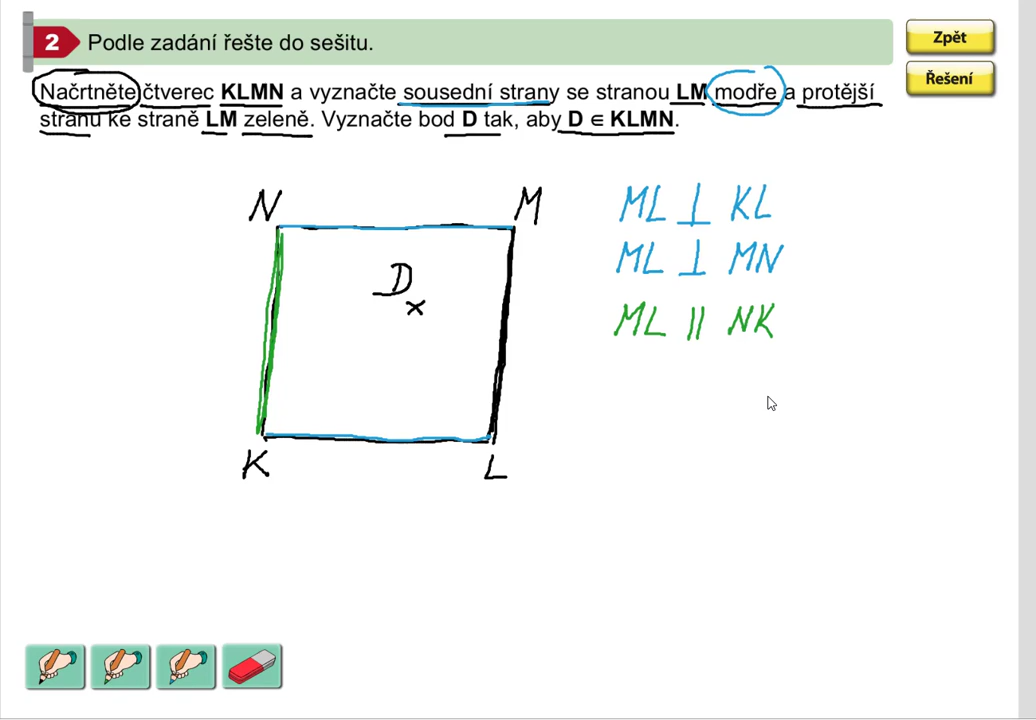 2 Podle zadání řešte do sešitu.
Zpět
Řešení
Načrtněte čtverec KLMN a vyznačte sousední strany se stranou LM modře a protější
stranu ke straně LM zeleně. Vyznačte bod D tak, aby D ∈ KLMN.
N
M
D
x
K
L
ML ⊥ KL
ML ⊥ MN
ML || NK